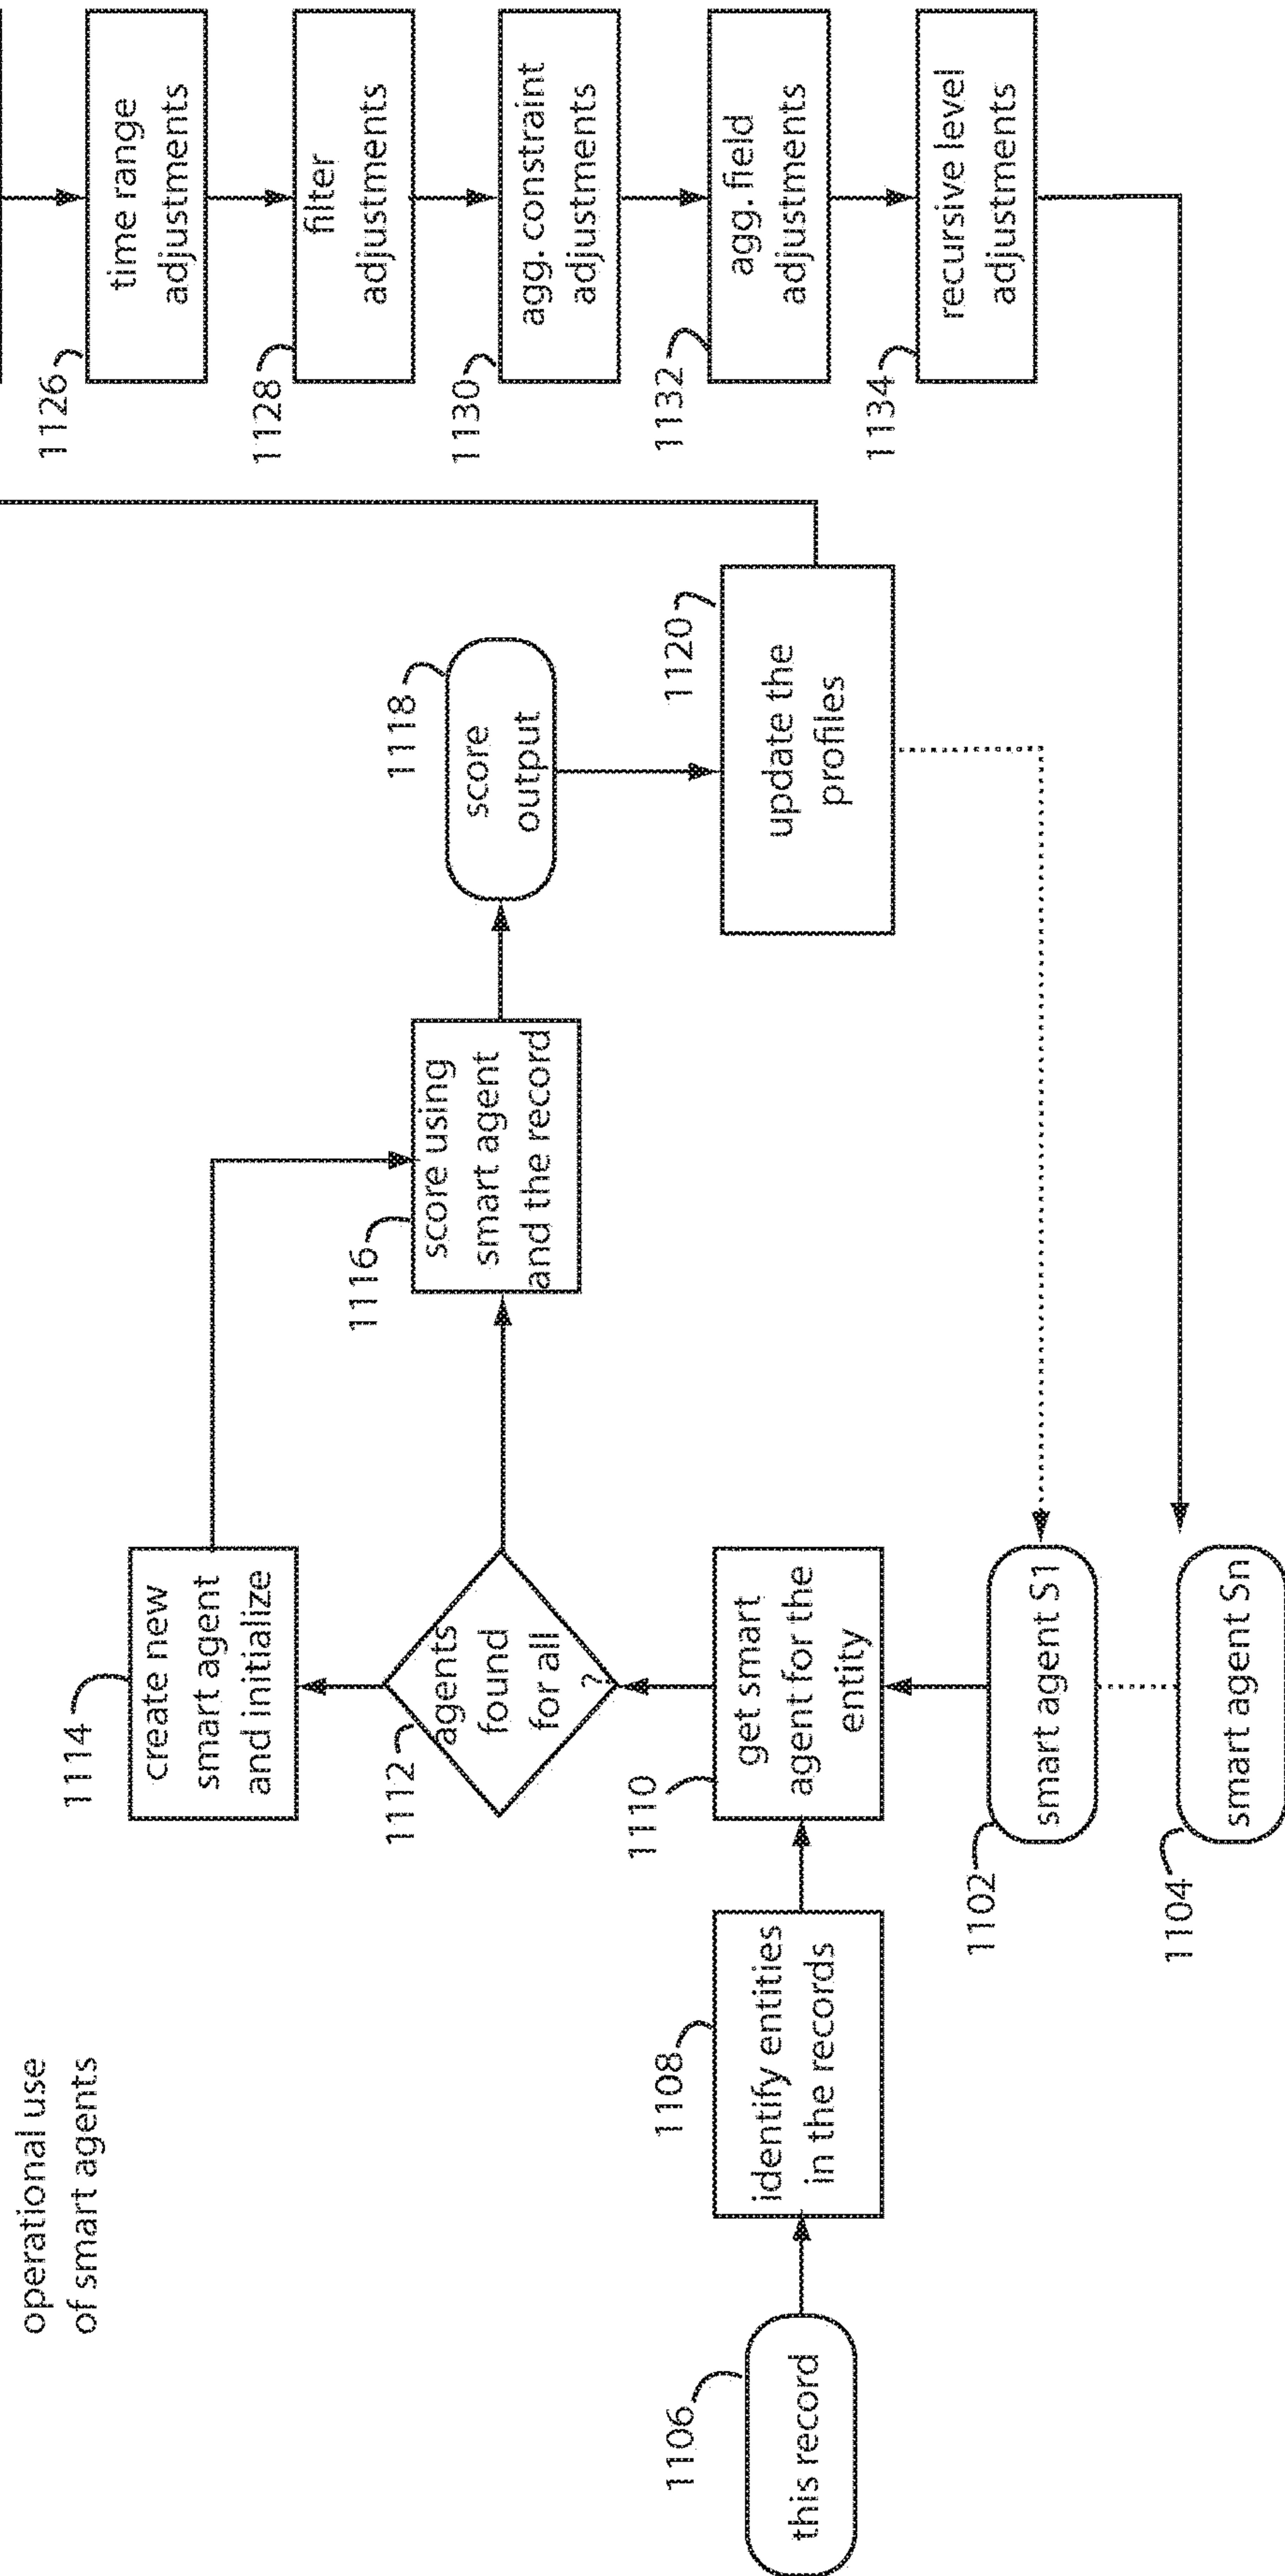 operational use
of smart agents
1106
this record
1108
identify entities
in the records
1110
get smart
agent for the
entity
1102
smart agent S1
1104
smart agent Sn
1112
agents
found
for all
?
1114
create new
smart agent
and initialize
1116
score using
smart agent
and the record
1118
score
output
1120
update the
profiles
1126
time range
adjustments
1128
filter
adjustments
1130
agg. constraint
adjustments
1132
agg. field
adjustments
1134
recursive level
adjustments